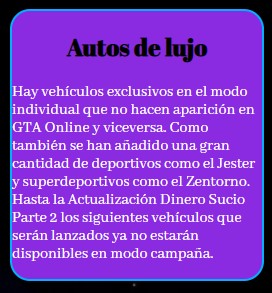 Autos de lujo
Hay vehículos exclusivos en el modo
individual que no hacen aparición en
GTA Online y viceversa. Como
también se han añadido una gran
cantidad de deportivos como el Jester
y superdeportivos como el Zentorno.
Hasta la Actualización Dinero Sucio
Parte 2 los siguientes vehículos que
serán lanzados ya no estarán
disponibles en modo campaña.